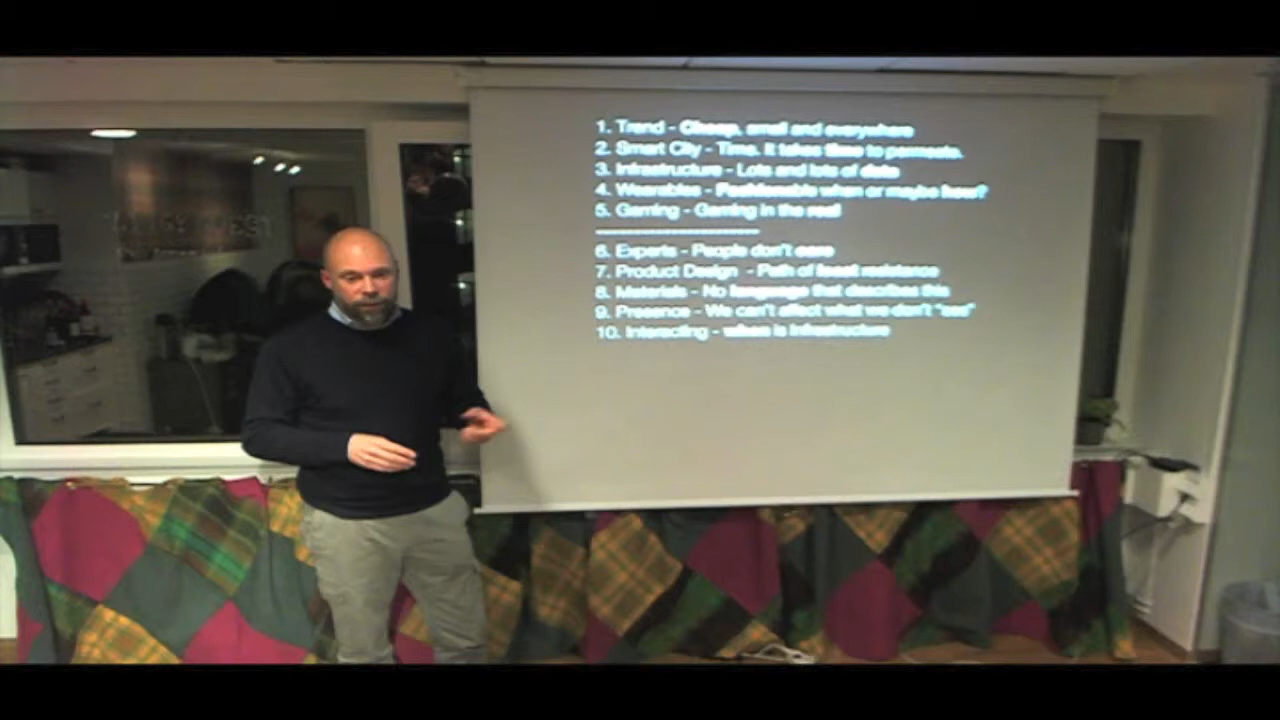 1. Trend - Cheap, small and everywhere
2. Smart City - Time. It takes time to permeate.
3. Infrastructure - Lots and lots of data
4. Wearables - Fashionable when or maybe how?
5. Gaming - Gaming in the real
--------------------------
6. Experts - People don't care
7. Product Design - Path of least resistance
8. Materials - No language that describes this
9. Presence - We can't affect what we don't "see"
10. Interacting - when is infrastructure